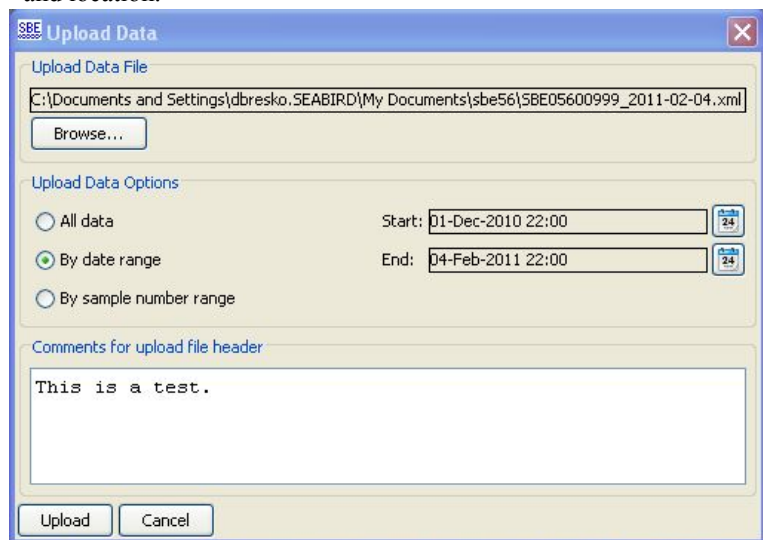 and location.
SBE Upload Data
Upload Data File
C:\Documents and Settings\dbresko.SEABIRD\My Documents\sbe56\SBE05600999_2011-02-04.xml
Browse...
Upload Data Options
All data
Start: 01-Dec-2010 22:00 24
By date range
End: 04-Feb-2011 22:00 24
By sample number range
Comments for upload file header
This is a test.
Upload Cancel